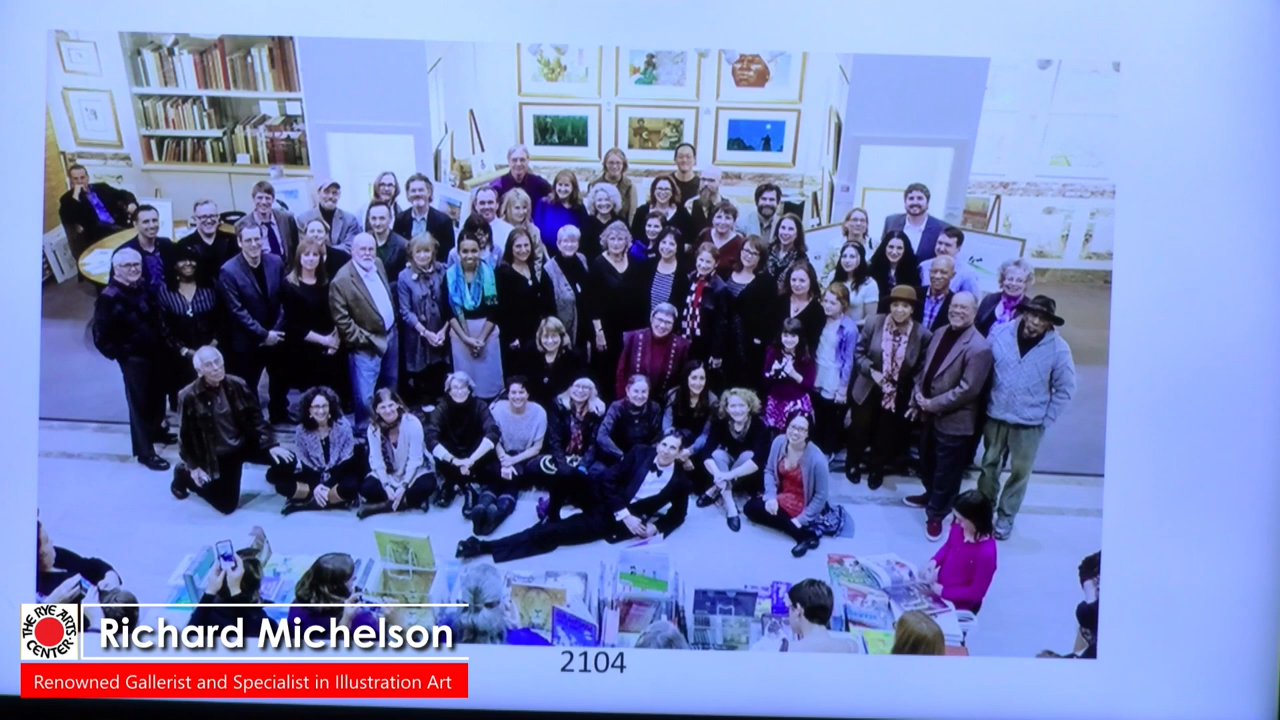 THE RYE ARTS CENTER
Richard Michelson
Renowned Gallerist and Specialist in Illustration Art
2104